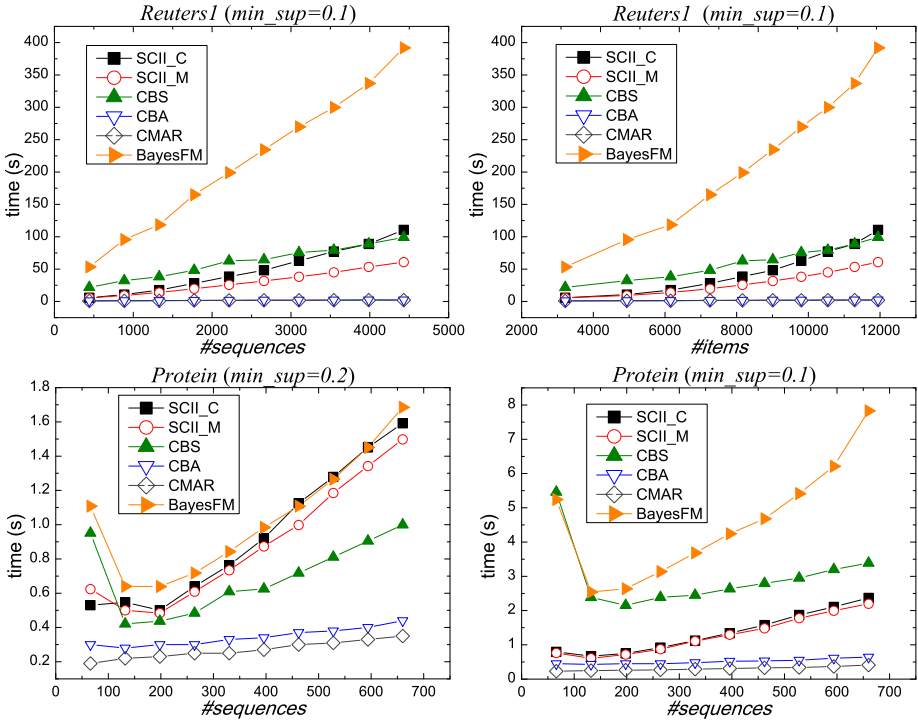 Reuters1 (min_sup=0.1)
400
350
300
250
200
150
100
50
0
time (s)
SCII_C
SCII_M
CBS
CBA
CMAR
BayesFM
0 1000 2000 3000 4000 5000
#sequences
Reuters1 (min_sup=0.1)
400
350
300
250
200
150
100
50
0
time (s)
SCII_C
SCII_M
CBS
CBA
CMAR
BayesFM
2000 4000 6000 8000 10000 12000
#items
Protein (min_sup=0.2)
1.8
1.6
1.4
1.2
1.0
0.8
0.6
0.4
0.2
time (s)
SCII_C
SCII_M
CBS
CBA
CMAR
BayesFM
0 100 200 300 400 500 600 700
#sequences
Protein (min_sup=0.1)
8
7
6
5
4
3
2
1
0
time (s)
SCII_C
SCII_M
CBS
CBA
CMAR
BayesFM
0 100 200 300 400 500 600 700
#sequences